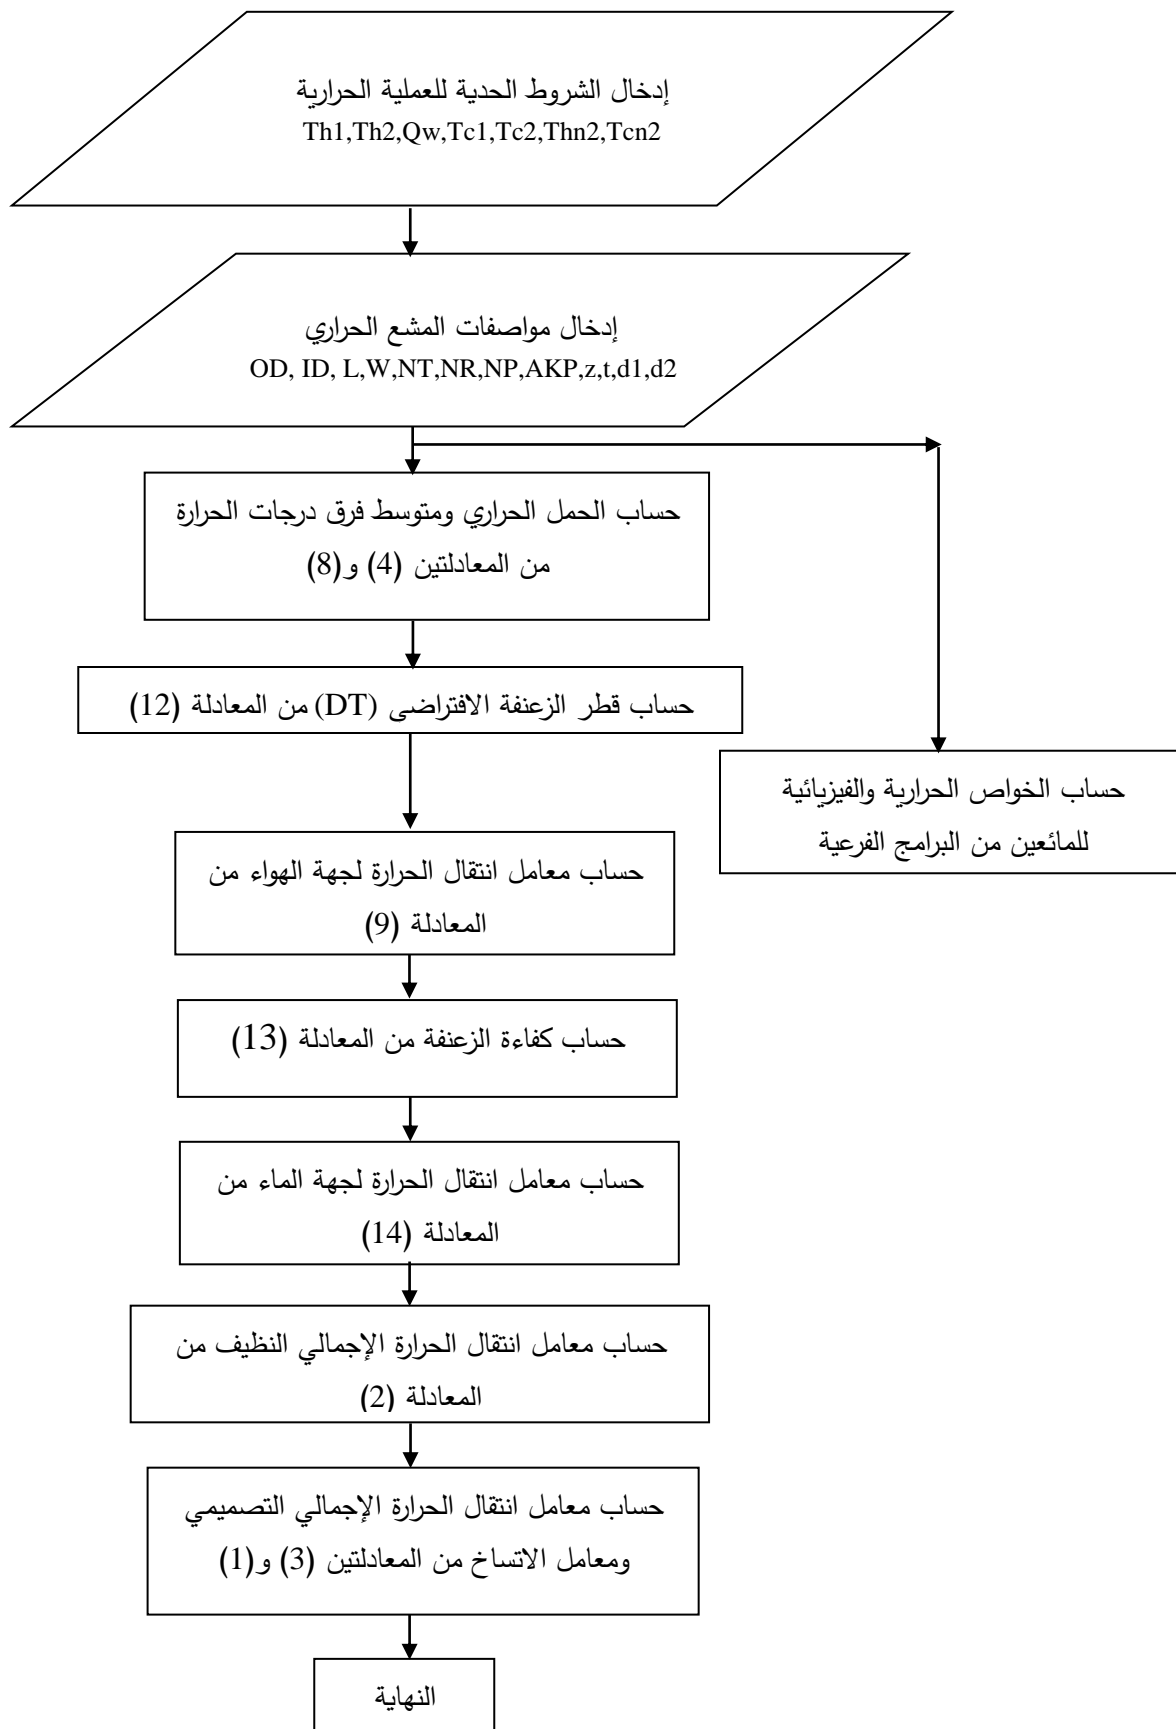 إدخال الشروط الحدية للعملية الحرارية
Th1,Th2,Qw,Tc1,Tc2,Thn2,Tcn2
إدخال مواصفات المشع الحراري
OD, ID, L,W,NT,NR,NP,AKP,z,t,d1,d2
حساب الحمل الحراري ومتوسط فرق درجات الحرارة
من المعادلتين (4) و(8)
حساب قطر الزعنفة الافتراضى (DT) من المعادلة (12)
حساب الخواص الحرارية والفيزيائية
للمائعين من البرامج الفرعية
حساب معامل انتقال الحرارة لجهة الهواء من
المعادلة (9)
حساب كفاءة الزعنفة من المعادلة (13)
حساب معامل انتقال الحرارة لجهة الماء من
المعادلة (14)
حساب معامل انتقال الحرارة الإجمالي النظيف من
المعادلة (2)
حساب معامل انتقال الحرارة الإجمالي التصميمي
ومعامل الاتساخ من المعادلتين (3) و(1)
النهاية